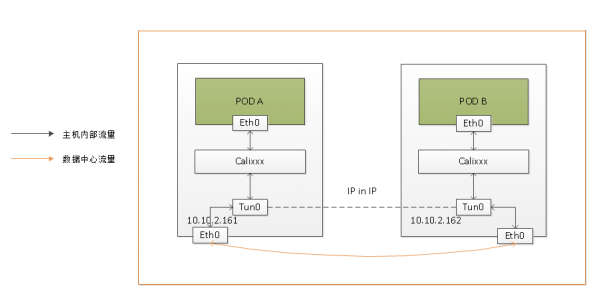 POD A
Eth0
Calixxx
Tun0
10.10.2.161
Eth0
主机内部流量
数据中心流量
IP in IP
POD B
Eth0
Calixxx
Tun0
10.10.2.162
Eth0